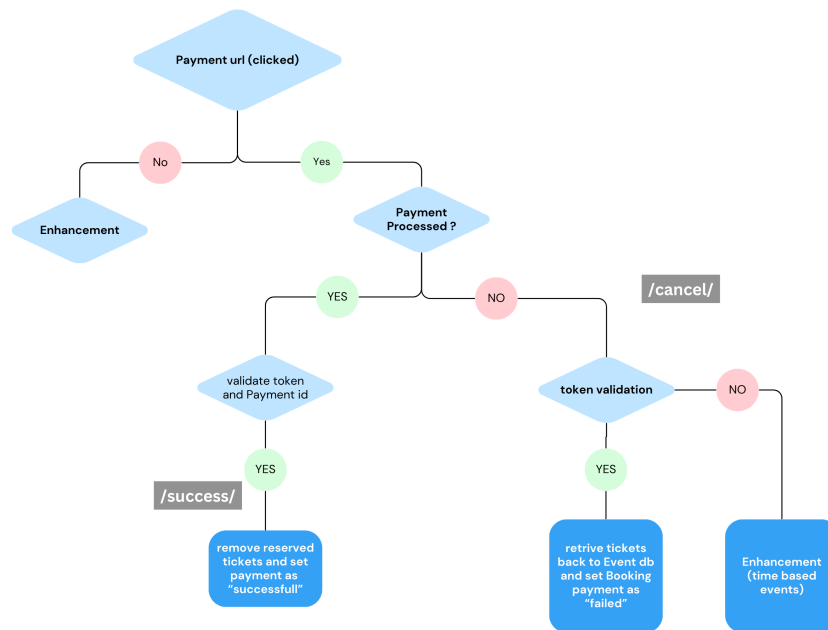 Payment url (clicked)
No
Yes
Enhancement
Payment
Processed ?
/cancel/
YES
NO
validate token
and Payment id
token validation
NO
YES
YES
/success/
remove reserved
tickets and set
payment as
“successfull”
retrive tickets
back to Event db
and set Booking
payment as
“failed”
Enhancement
(time based
events)